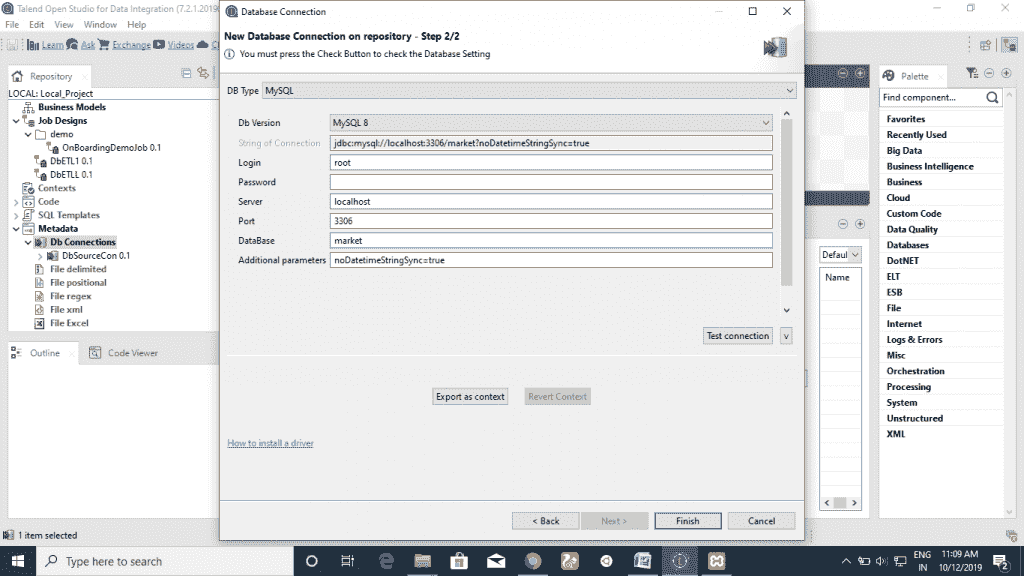 Talend Open Studio for Data Integration (7.2.1.2019
File Edit View Window Help
Learn Ask Exchange Videos Cl
Repository
LOCAL: Local_Project
Business Models
Job Designs
demo
OnBoardingDemoJob 0.1
DbETL1 0.1
DbETLL 0.1
Contexts
Code
SQL Templates
Metadata
Db Connections
DbSourceCon 0.1
File delimited
File positional
File regex
File xml
File Excel
Outline Code Viewer
1 item selected
Database Connection
New Database Connection on repository - Step 2/2
You must press the Check Button to check the Database Setting
DB Type MySQL
Db Version MySQL 8
String of Connection jdbc:mysql://localhost:3306/market?noDatetimeStringSync=true
Login root
Password
Server localhost
Port 3306
DataBase market
Additional parameters noDatetimeStringSync=true
Test connection
Export as context Revert Context
How to install a driver
< Back Next > Finish Cancel
Defaul
Name
Palette
Find component...
Favorites
Recently Used
Big Data
Business Intelligence
Business
Cloud
Custom Code
Data Quality
Databases
DotNET
ELT
ESB
File
Internet
Logs & Errors
Misc
Orchestration
Processing
System
Unstructured
XML
Type here to search
ENG 11:09 AM
IN 10/12/2019
2